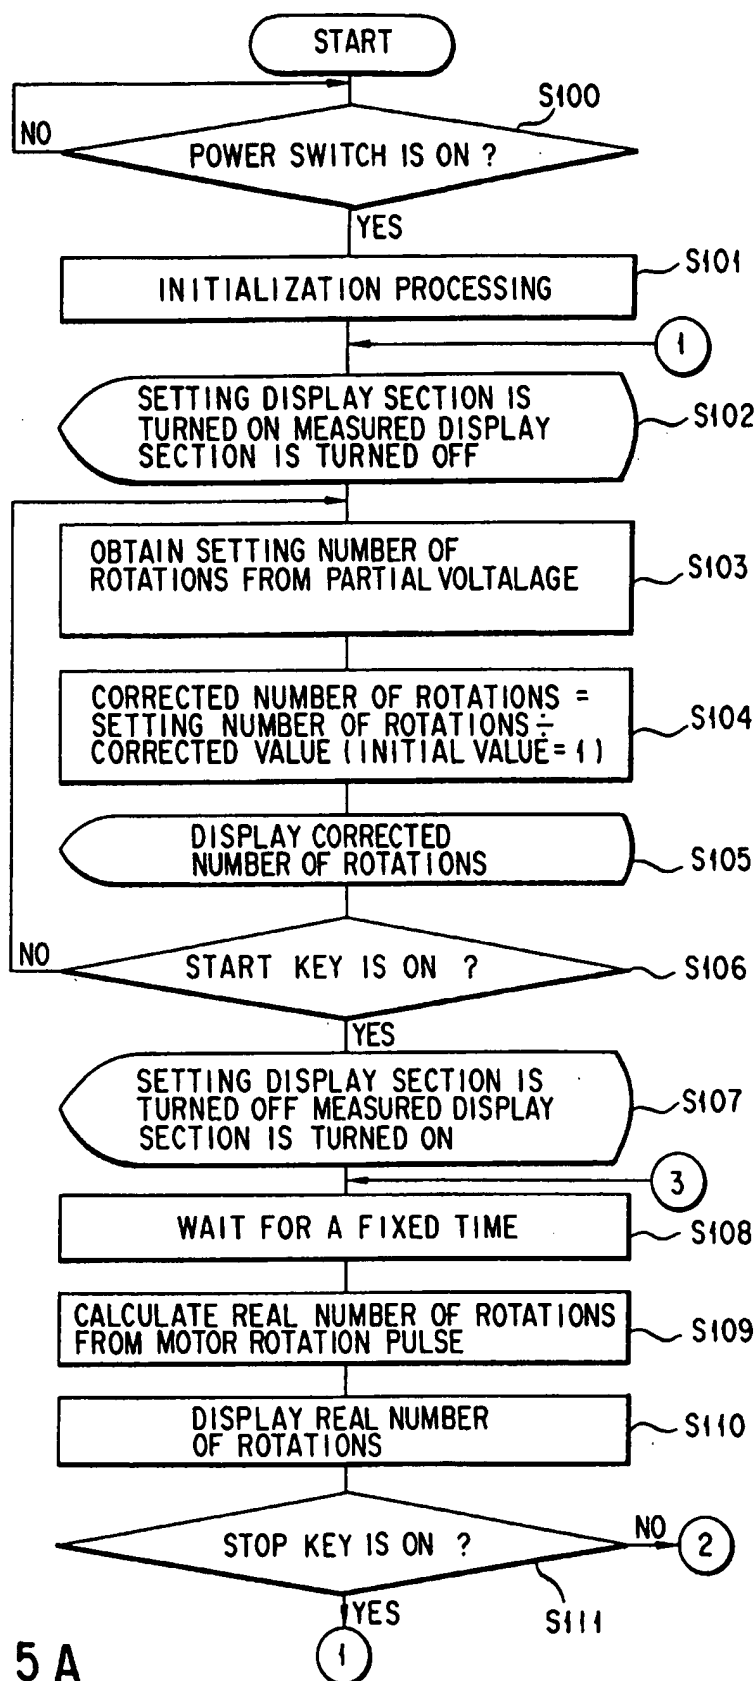 START
S100
NO
POWER SWITCH IS ON ?
YES
S101
INITIALIZATION PROCESSING
1
SETTING DISPLAY SECTION IS
TURNED ON MEASURED DISPLAY
SECTION IS TURNED OFF
S102
OBTAIN SETTING NUMBER OF
ROTATIONS FROM PARTIAL VOLTALAGE
S103
CORRECTED NUMBER OF ROTATIONS =
SETTING NUMBER OF ROTATIONS ÷
CORRECTED VALUE (INITIAL VALUE=1)
S104
DISPLAY CORRECTED
NUMBER OF ROTATIONS
S105
NO
START KEY IS ON ?
S106
YES
SETTING DISPLAY SECTION IS
TURNED OFF MEASURED DISPLAY
SECTION IS TURNED ON
S107
3
WAIT FOR A FIXED TIME
S108
CALCULATE REAL NUMBER OF ROTATIONS
FROM MOTOR ROTATION PULSE
S109
DISPLAY REAL NUMBER
OF ROTATIONS
S110
STOP KEY IS ON ?
NO
2
YES
S111
1
5 A